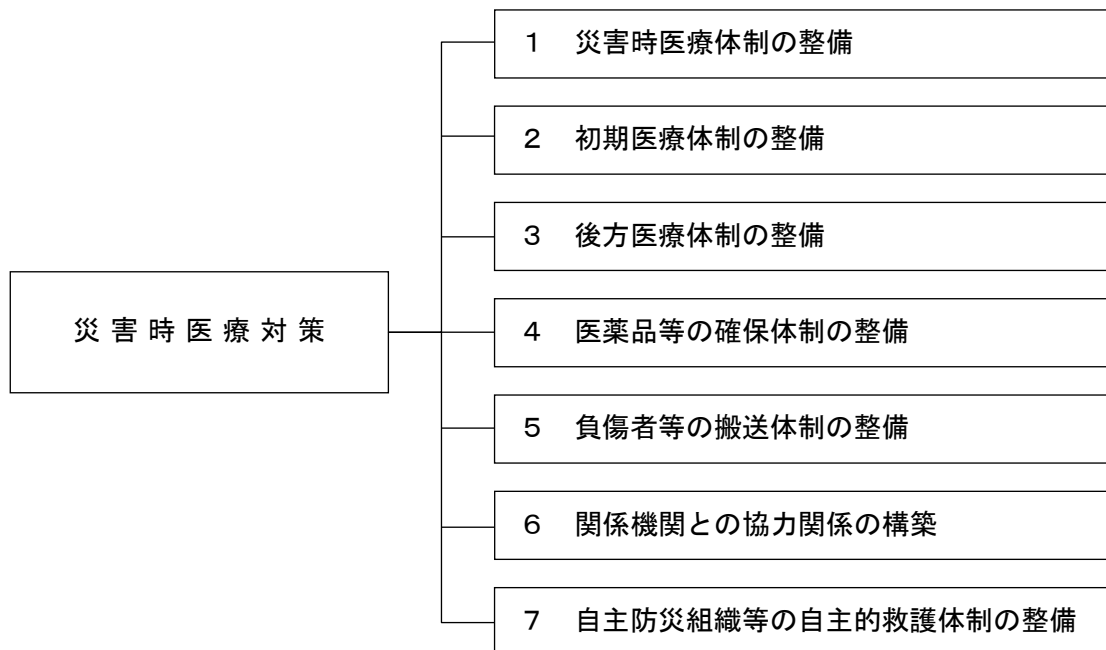 1 災害時医療体制の整備
2 初期医療体制の整備
3 後方医療体制の整備
災害時医療対策
4 医薬品等の確保体制の整備
5 負傷者等の搬送体制の整備
6 関係機関との協力関係の構築
7 自主防災組織等の自主的救護体制の整備